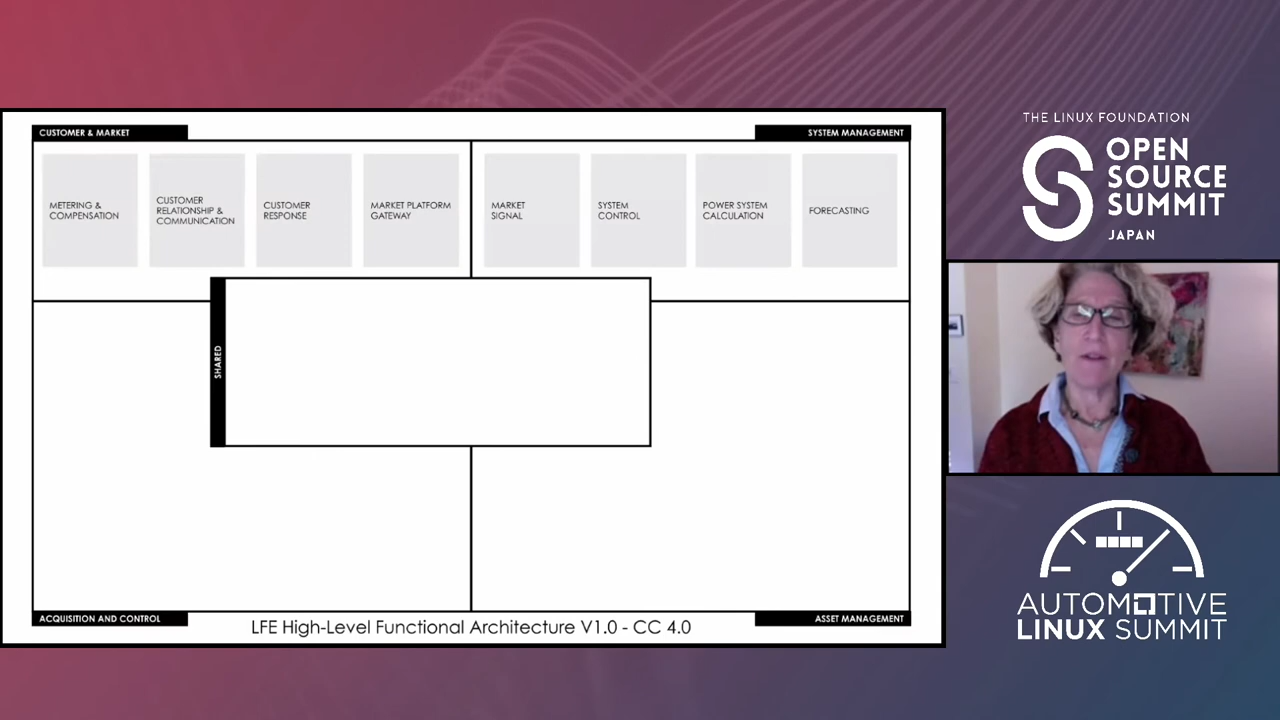 CUSTOMER & MARKET
SYSTEM MANAGEMENT
METERING &
COMPENSATION
CUSTOMER
RELATIONSHIP &
COMMUNICATION
CUSTOMER
RESPONSE
MARKET PLATFORM
GATEWAY
MARKET
SIGNAL
SYSTEM
CONTROL
POWER SYSTEM
CALCULATION
FORECASTING
SHARED
ACQUISITION AND CONTROL
ASSET MANAGEMENT
LFE High-Level Functional Architecture V1.0 - CC 4.0
THE LINUX FOUNDATION
OPEN
SOURCE
SUMMIT
JAPAN
AUTOMOTIVE
LINUX SUMMIT